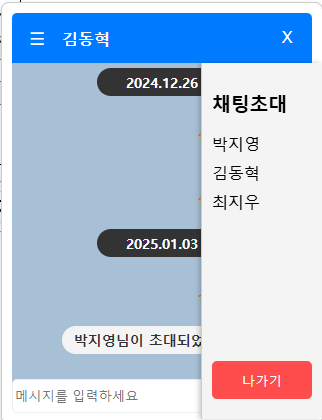 ☰ 김동혁 X
2024.12.26
채팅초대
박지영
김동혁
최지우
2025.01.03
박지영님이 초대되었
나가기
메시지를 입력하세요